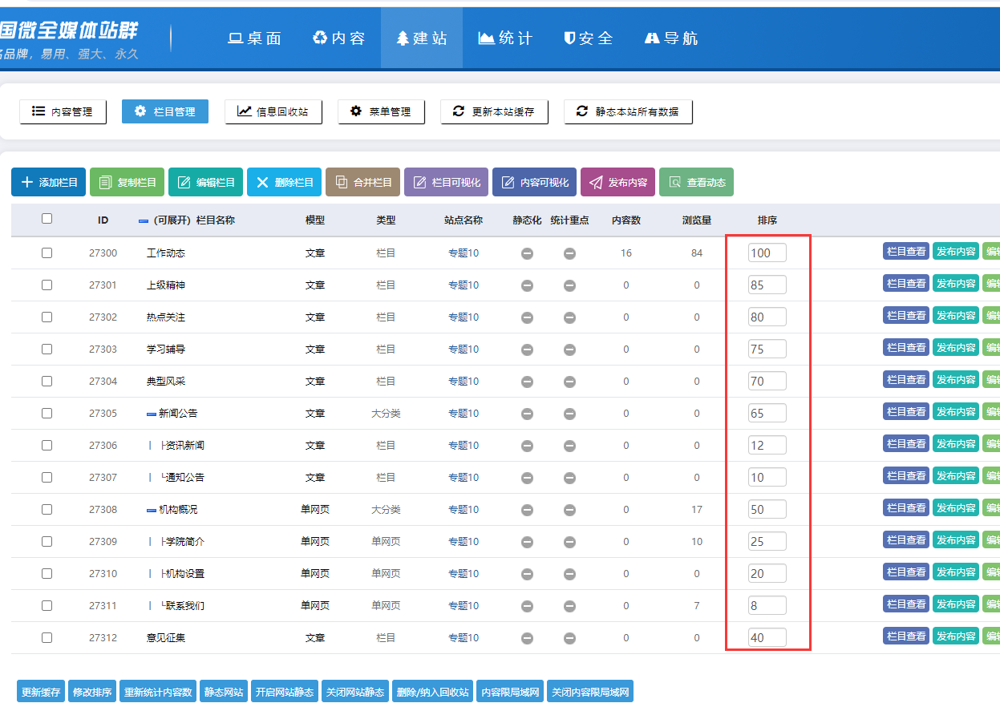 国微全媒体站群
名品牌，易用、强大、永久
桌面 内容 建站 统计 安全 导航
内容管理 栏目管理 信息回收站 菜单管理 更新本站缓存 静态本站所有数据
添加栏目 复制栏目 编辑栏目 删除栏目 合并栏目 栏目可视化 内容可视化 发布内容 查看动态
ID (可展开) 栏目名称 模型 类型 站点名称 静态化 统计重点 内容数 浏览量 排序
27300 工作动态 文章 栏目 专题10 16 84 100 栏目查看 发布内容 编辑
27301 上级精神 文章 栏目 专题10 0 0 85 栏目查看 发布内容 编辑
27302 热点关注 文章 栏目 专题10 0 0 80 栏目查看 发布内容 编辑
27303 学习辅导 文章 栏目 专题10 0 0 75 栏目查看 发布内容 编辑
27304 典型风采 文章 栏目 专题10 0 0 70 栏目查看 发布内容 编辑
27305 新闻公告 文章 大分类 专题10 0 0 65 栏目查看 发布内容 编辑
27306 丨 ├资讯新闻 文章 栏目 专题10 0 0 12 栏目查看 发布内容 编辑
27307 丨 └通知公告 文章 栏目 专题10 0 0 10 栏目查看 发布内容 编辑
27308 机构概况 单网页 大分类 专题10 0 17 50 栏目查看 发布内容 编辑
27309 丨 ├学院简介 单网页 单网页 专题10 0 10 25 栏目查看 发布内容 编辑
27310 丨 ├机构设置 单网页 单网页 专题10 0 0 20 栏目查看 发布内容 编辑
27311 丨 └联系我们 单网页 单网页 专题10 0 7 8 栏目查看 发布内容 编辑
27312 意见征集 文章 栏目 专题10 0 0 40 栏目查看 发布内容 编辑
更新缓存 修改排序 重新统计内容数 静态网站 开启网站静态 关闭网站静态 删除/纳入回收站 内容限局域网 关闭内容限局域网